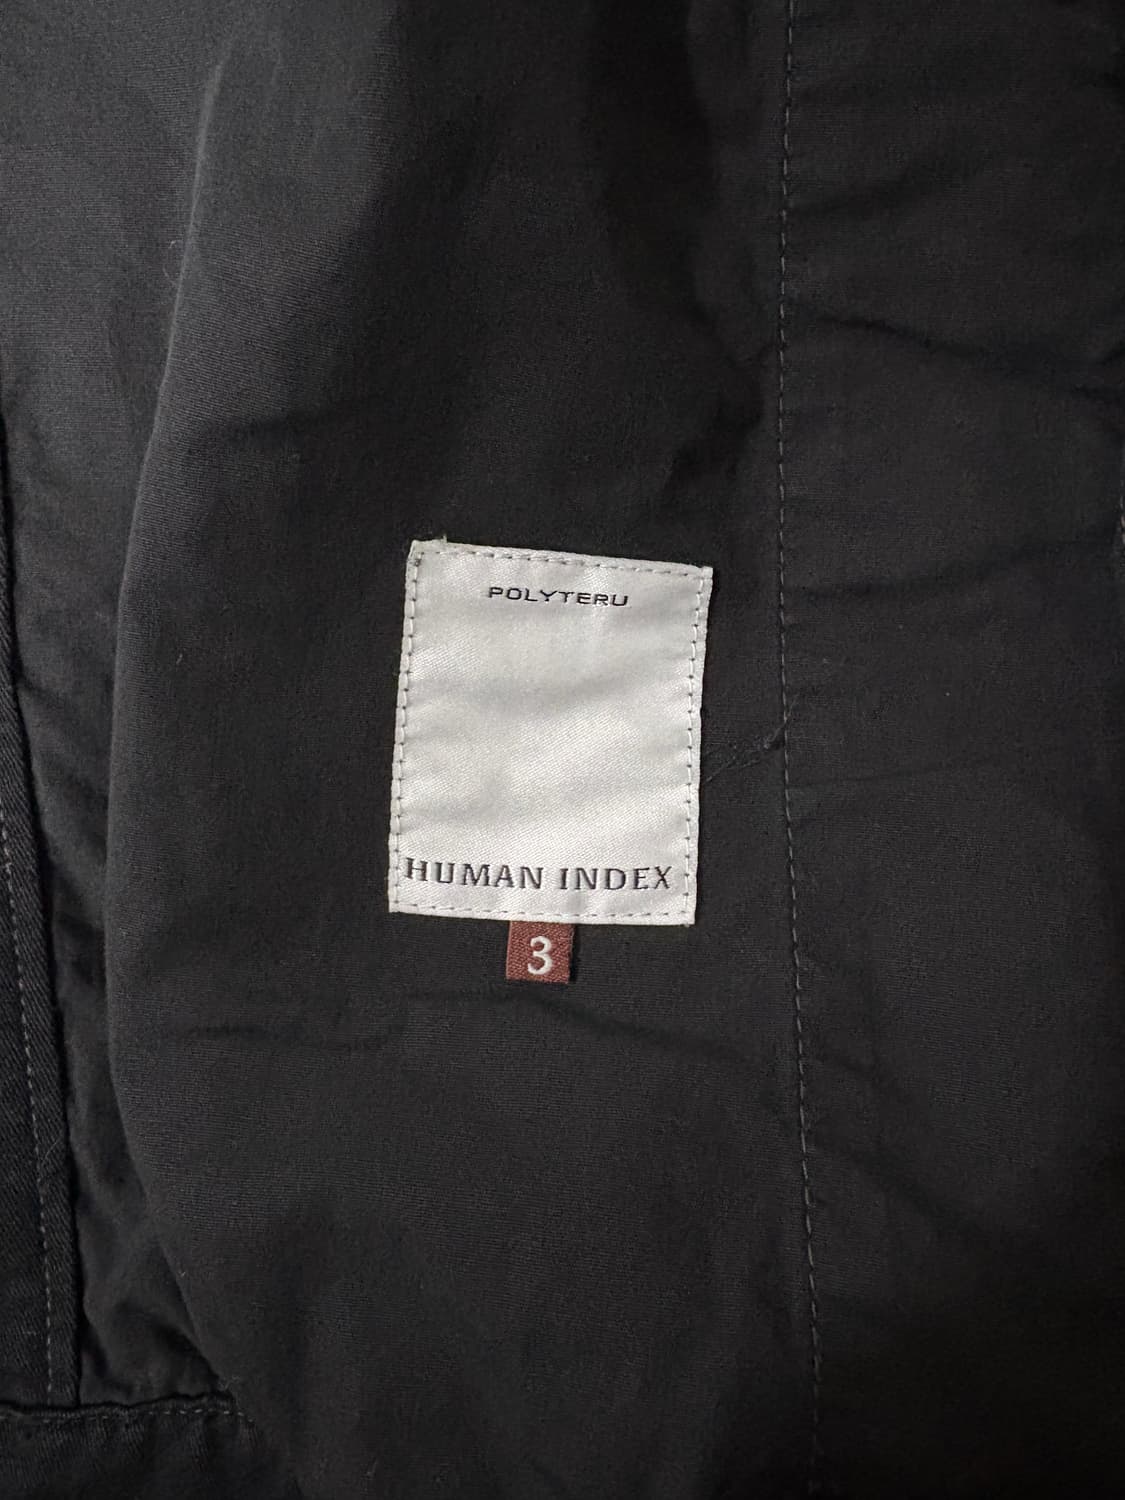 POLYTERU
HUMAN INDEX
3